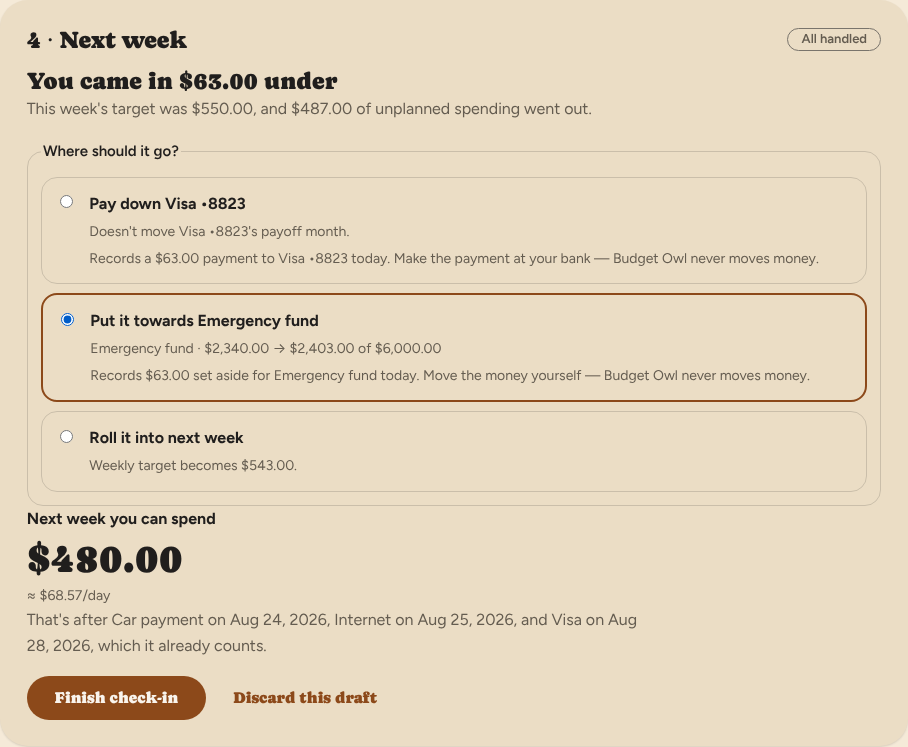 4 · Next week
All handled
You came in $63.00 under
This week's target was $550.00, and $487.00 of unplanned spending went out.
Where should it go?
Pay down Visa •8823
Doesn't move Visa •8823's payoff month.
Records a $63.00 payment to Visa •8823 today. Make the payment at your bank — Budget Owl never moves money.
Put it towards Emergency fund
Emergency fund · $2,340.00 → $2,403.00 of $6,000.00
Records $63.00 set aside for Emergency fund today. Move the money yourself — Budget Owl never moves money.
Roll it into next week
Weekly target becomes $543.00.
Next week you can spend
$480.00
≈ $68.57/day
That's after Car payment on Aug 24, 2026, Internet on Aug 25, 2026, and Visa on Aug
28, 2026, which it already counts.
Finish check-in
Discard this draft